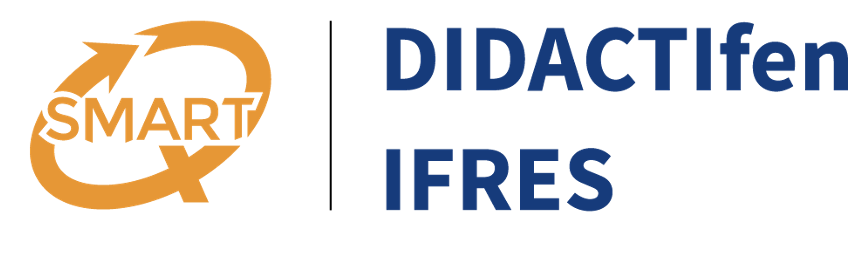 SMART
DIDACTIfen
IFRES